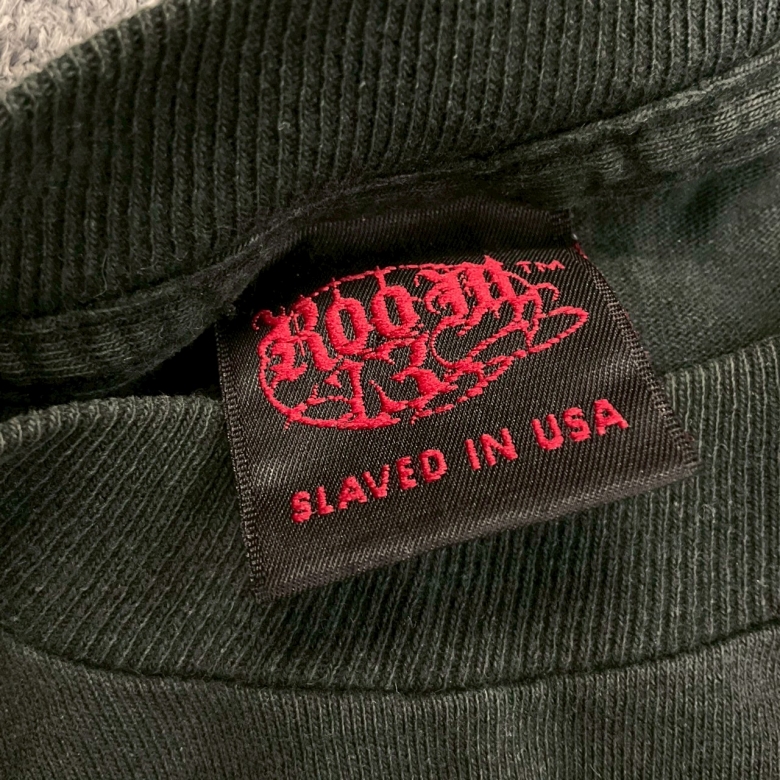 Room™
13
SLAVED IN USA